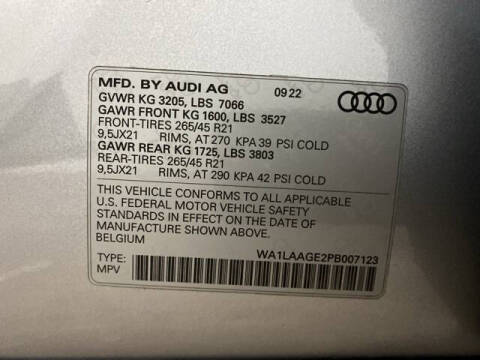 MFD. BY AUDI AG 09 22
GVWR KG 3205, LBS 7066
GAWR FRONT KG 1600, LBS 3527
FRONT-TIRES 265/45 R21
9,5JX21 RIMS, AT 270 KPA 39 PSI COLD
GAWR REAR KG 1725, LBS 3803
REAR-TIRES 265/45 R21
9,5JX21 RIMS, AT 290 KPA 42 PSI COLD
THIS VEHICLE CONFORMS TO ALL APPLICABLE
U.S. FEDERAL MOTOR VEHICLE SAFETY
STANDARDS IN EFFECT ON THE DATE OF
MANUFACTURE SHOWN ABOVE.
BELGIUM
WA1LAAGE2PB007123
TYPE:
MPV